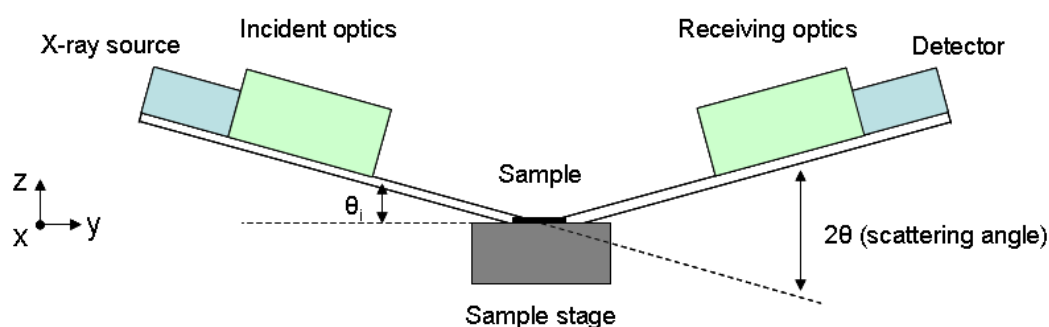 Incident optics
Receiving optics
X-ray source
Detector
Sample
z
θi
y
x
2θ (scattering angle)
Sample stage